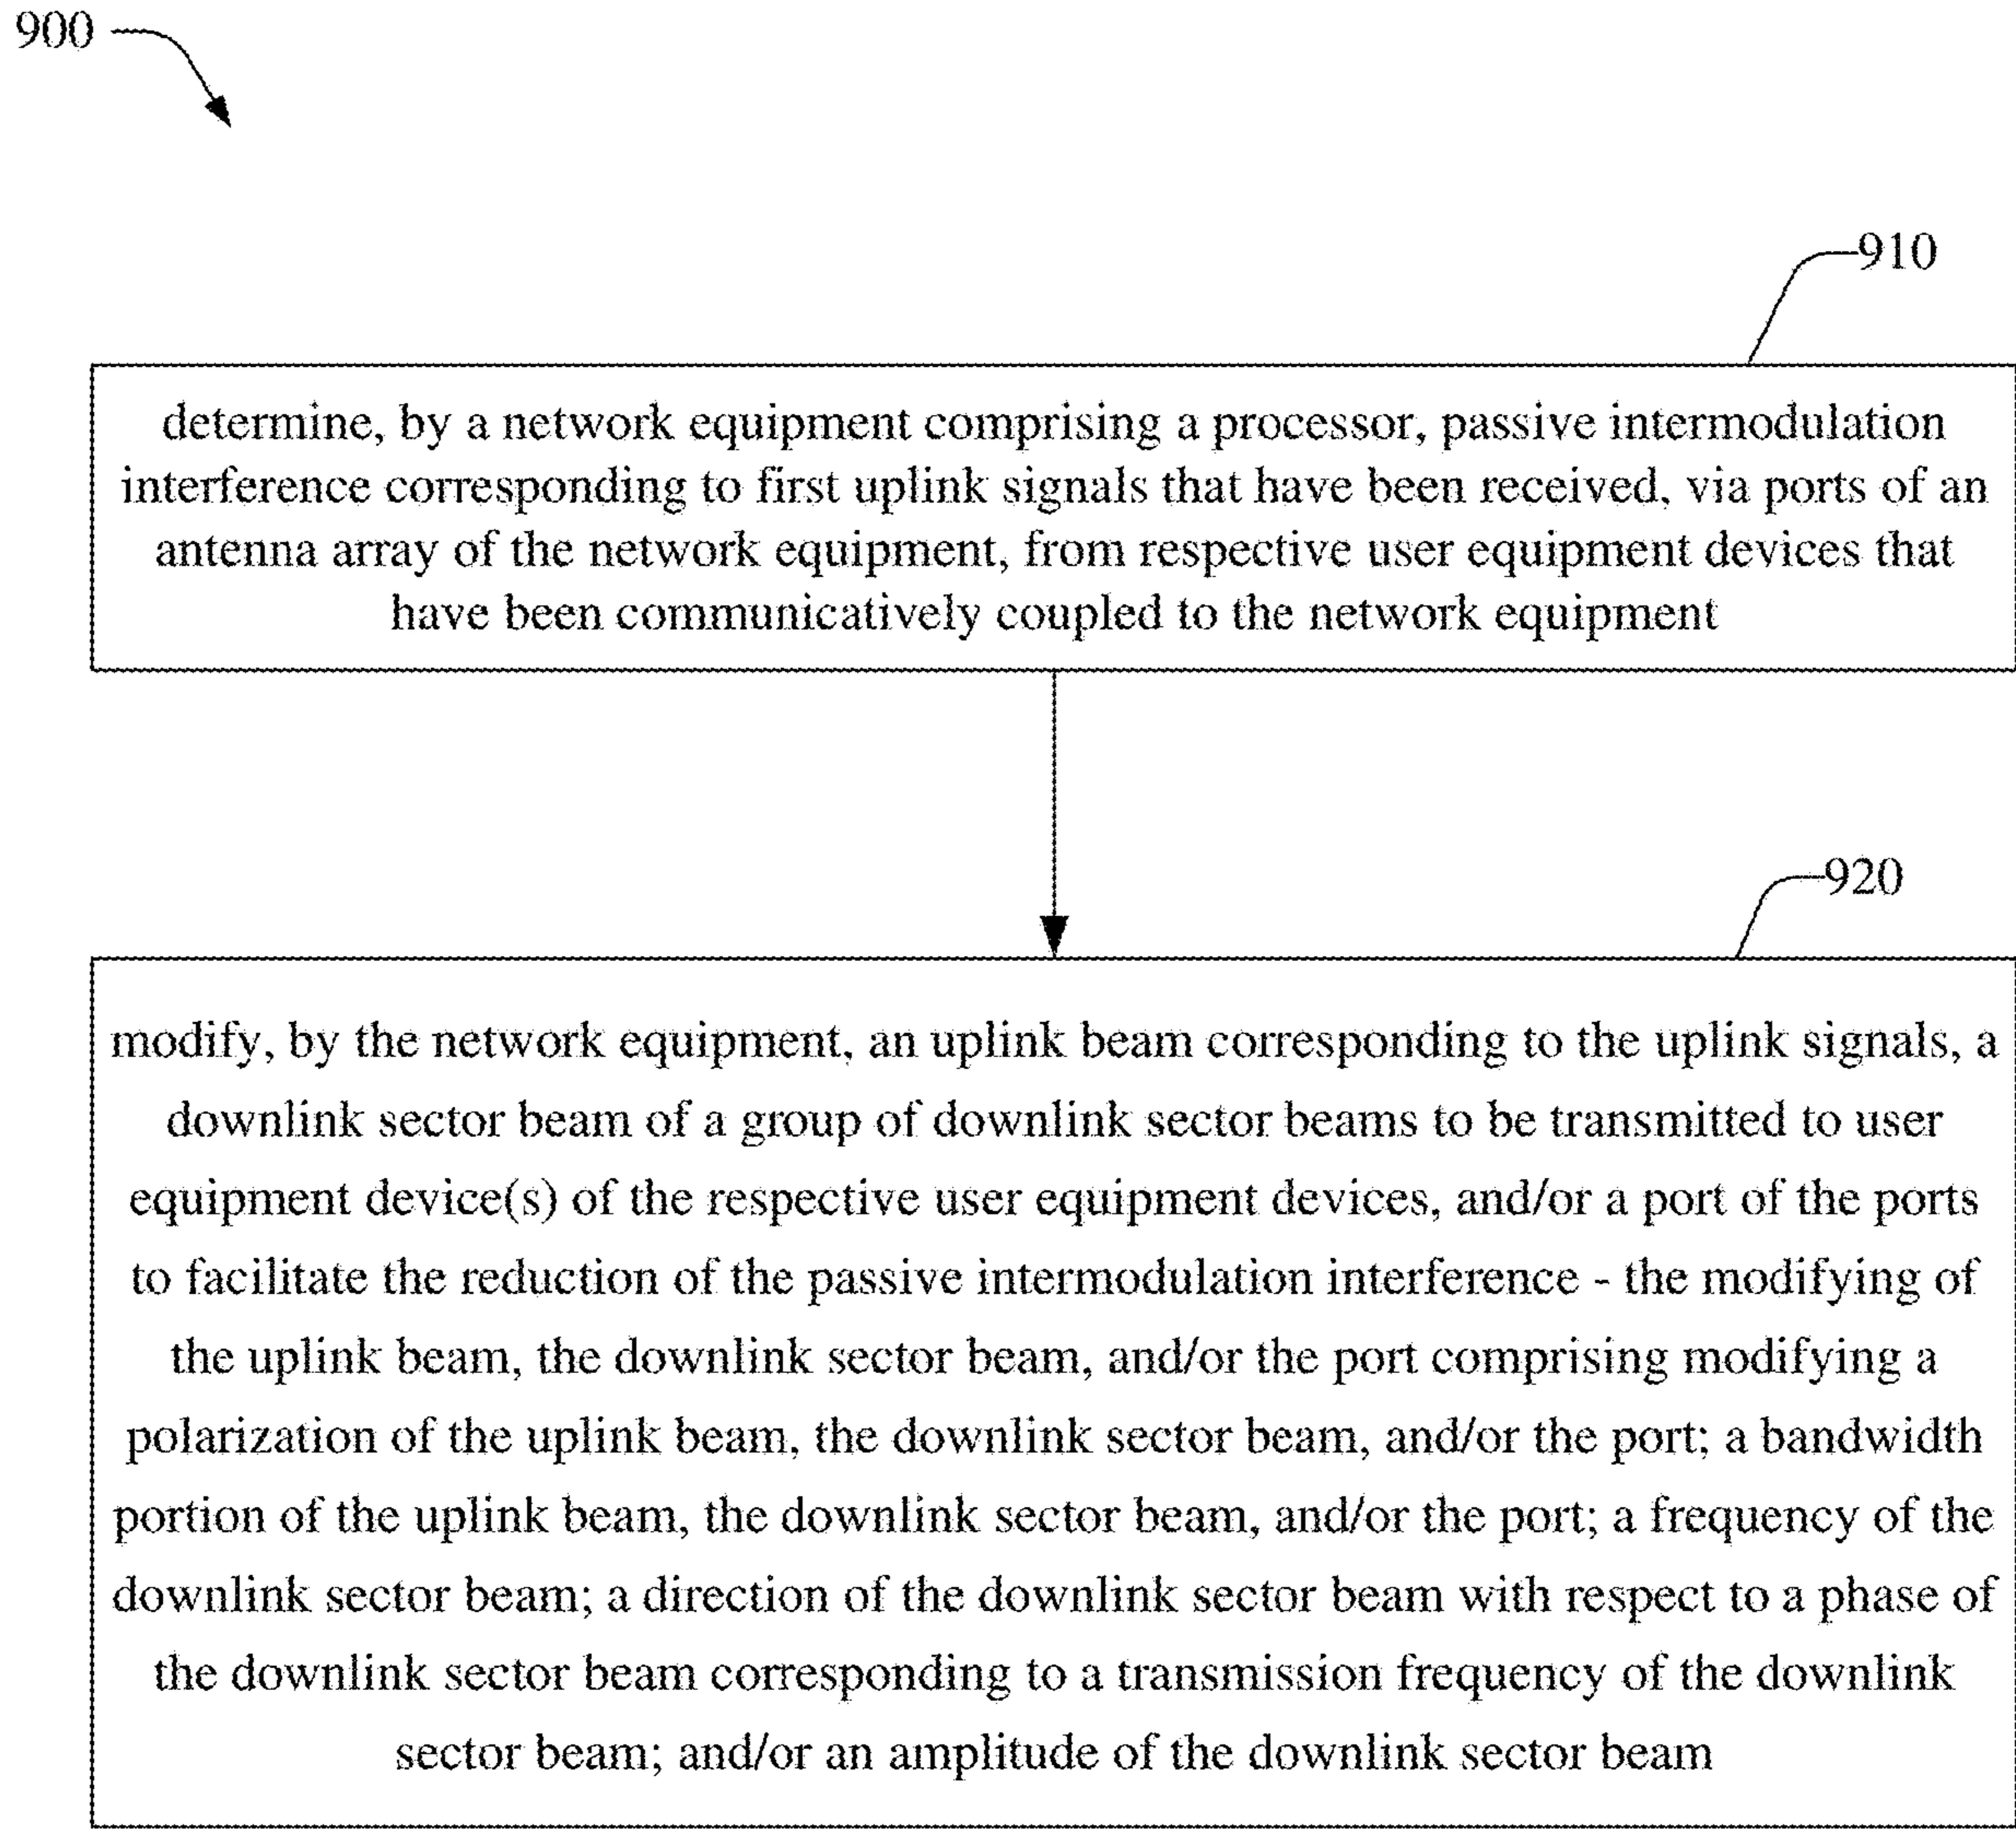 900
910
determine, by a network equipment comprising a processor, passive intermodulation
interference corresponding to first uplink signals that have been received, via ports of an
antenna array of the network equipment, from respective user equipment devices that
have been communicatively coupled to the network equipment
920
modify, by the network equipment, an uplink beam corresponding to the uplink signals, a
downlink sector beam of a group of downlink sector beams to be transmitted to user
equipment device(s) of the respective user equipment devices, and/or a port of the ports
to facilitate the reduction of the passive intermodulation interference - the modifying of
the uplink beam, the downlink sector beam, and/or the port comprising modifying a
polarization of the uplink beam, the downlink sector beam, and/or the port; a bandwidth
portion of the uplink beam, the downlink sector beam, and/or the port; a frequency of the
downlink sector beam; a direction of the downlink sector beam with respect to a phase of
the downlink sector beam corresponding to a transmission frequency of the downlink
sector beam; and/or an amplitude of the downlink sector beam